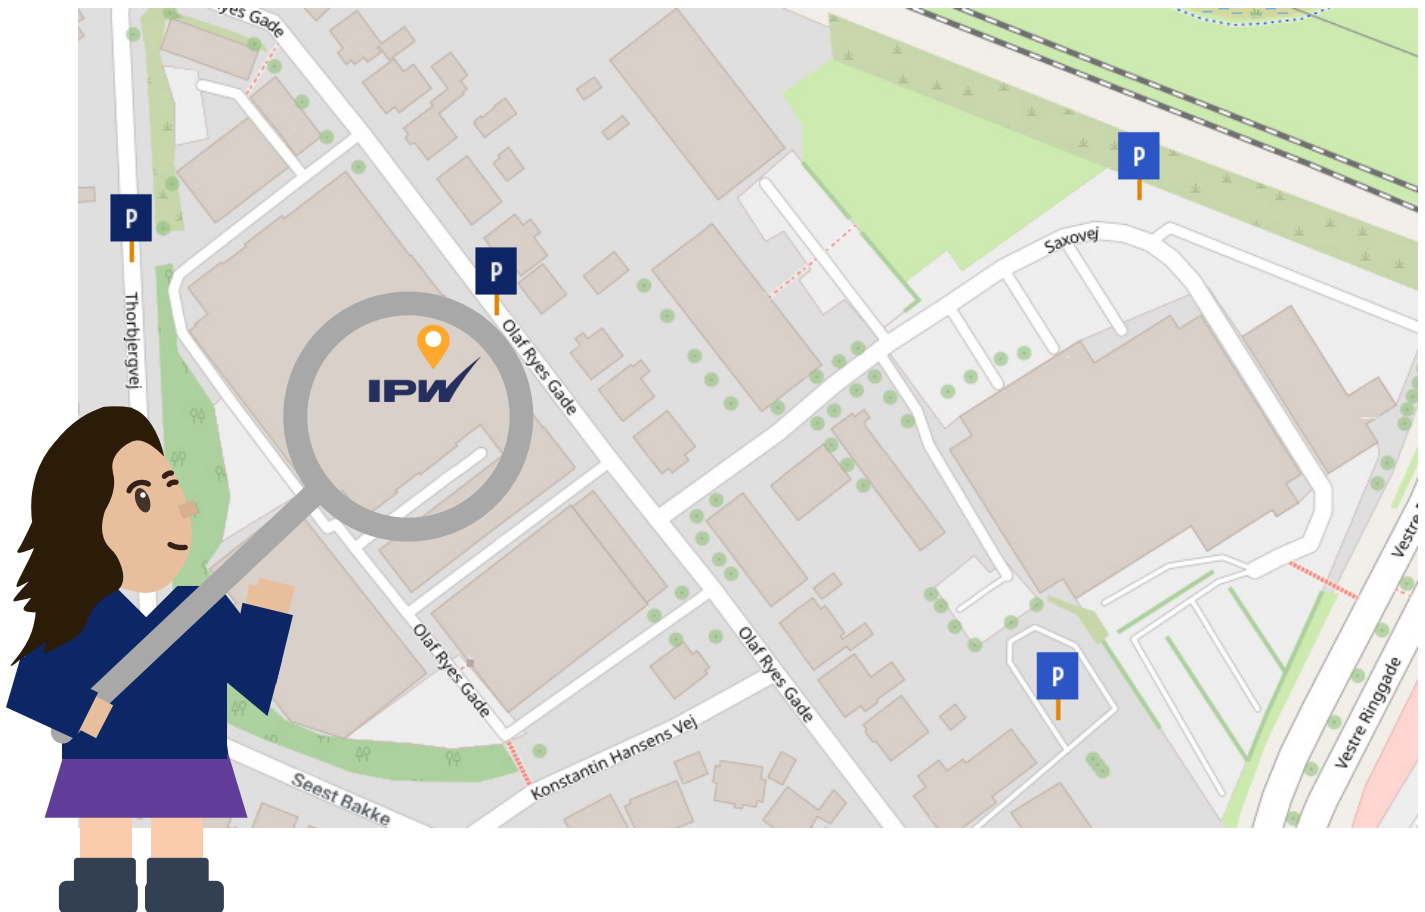 yes Gade
P
P
P
Saxovej
Thorbjergvej
Olaf Ryes Gade
IPW
Vestre
Olaf Ryes Gade
Olaf Ryes Gade
P
Vestre Ringgade
Konstantin Hansens Vej
Seest Bakke